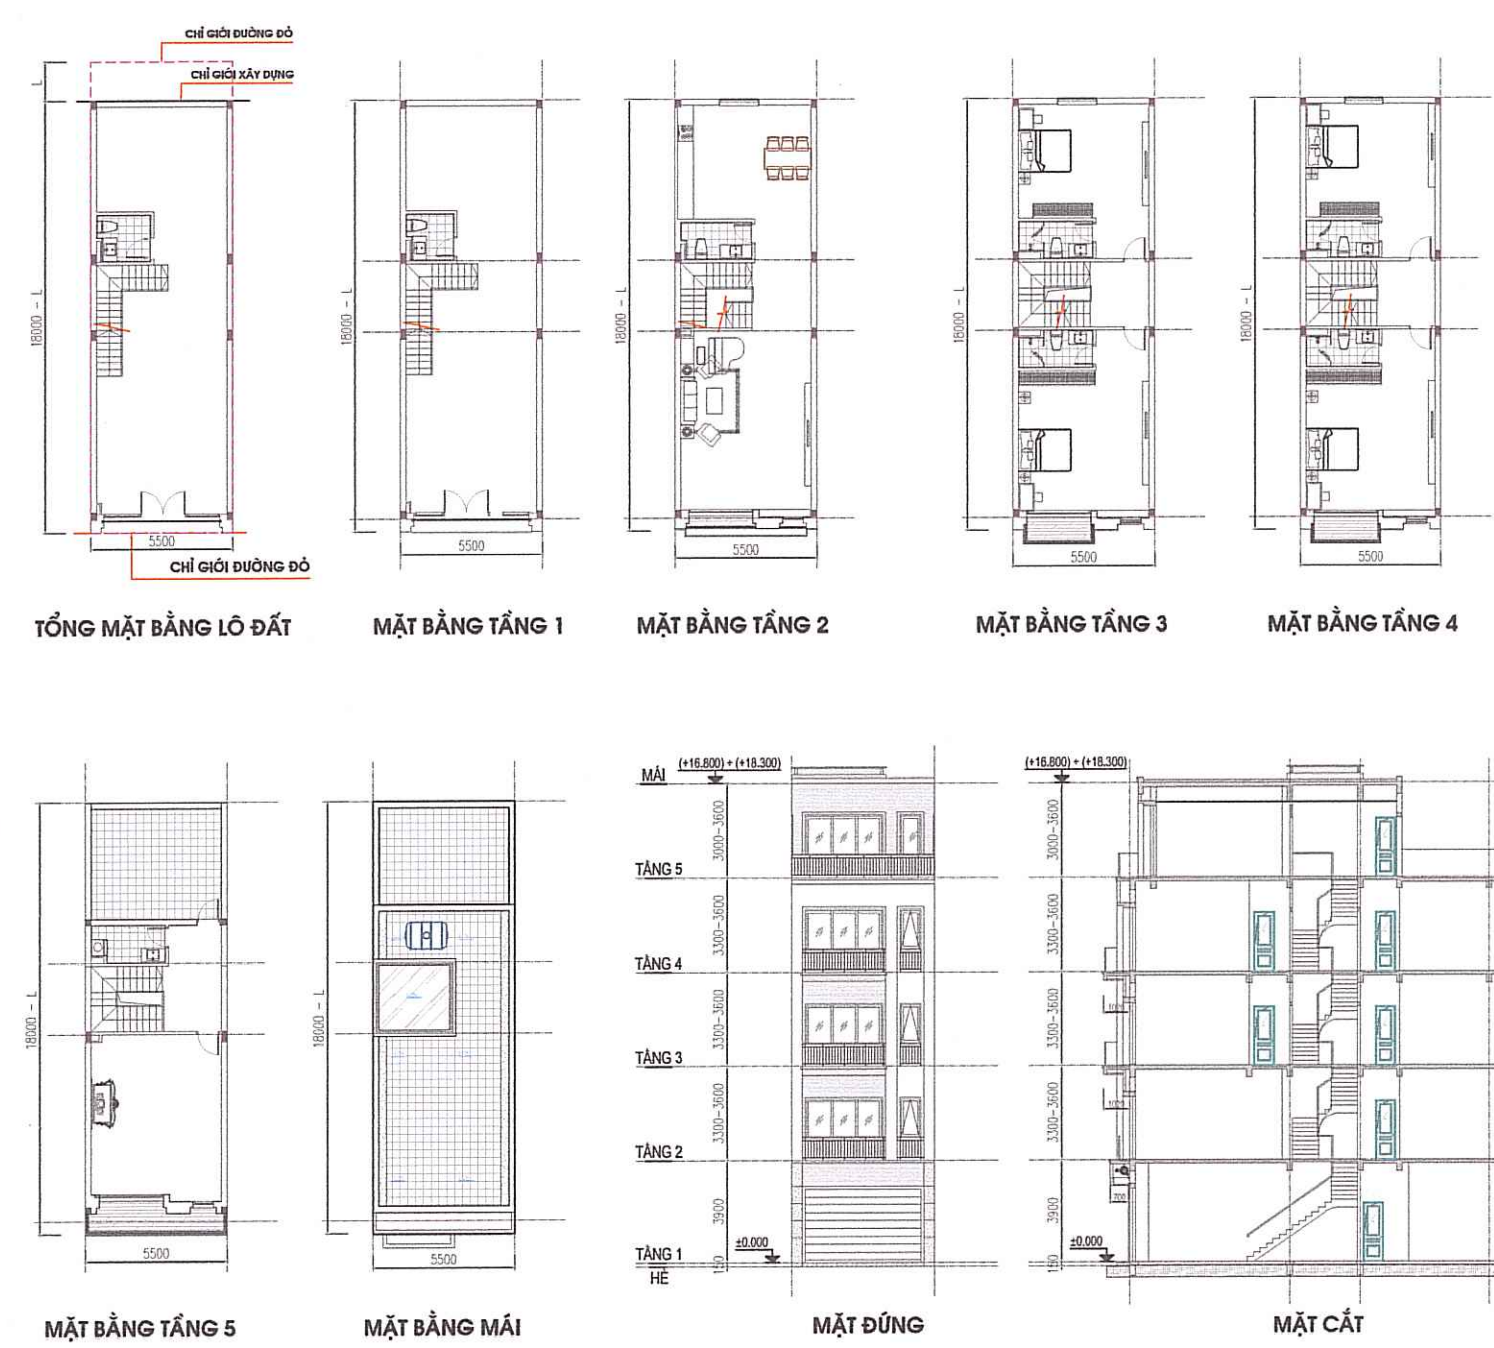 CHỈ GIỚI ĐƯỜNG ĐỎ
CHỈ GIỚI XÂY DỰNG
L
18000 - L
5500
CHỈ GIỚI ĐƯỜNG ĐỎ
TỔNG MẶT BẰNG LÔ ĐẤT
18000 - L
5500
MẶT BẰNG TẦNG 1
18000 - L
5500
MẶT BẰNG TẦNG 2
18000 - L
5500
MẶT BẰNG TẦNG 3
18000 - L
5500
MẶT BẰNG TẦNG 4
18000 - L
5500
MẶT BẰNG TẦNG 5
18000 - L
5500
MẶT BẰNG MÁI
MÁI
(+16.800) ÷ (+18.300)
3000-3600
TẦNG 5
3300-3600
TẦNG 4
3300-3600
TẦNG 3
3300-3600
TẦNG 2
3900
±0.000
TẦNG 1
150
HÈ
MẶT ĐỨNG
(+16.800) ÷ (+18.300)
3000-3600
3300-3600
3300-3600
3300-3600
3900
±0.000
150
700
MẶT CẮT